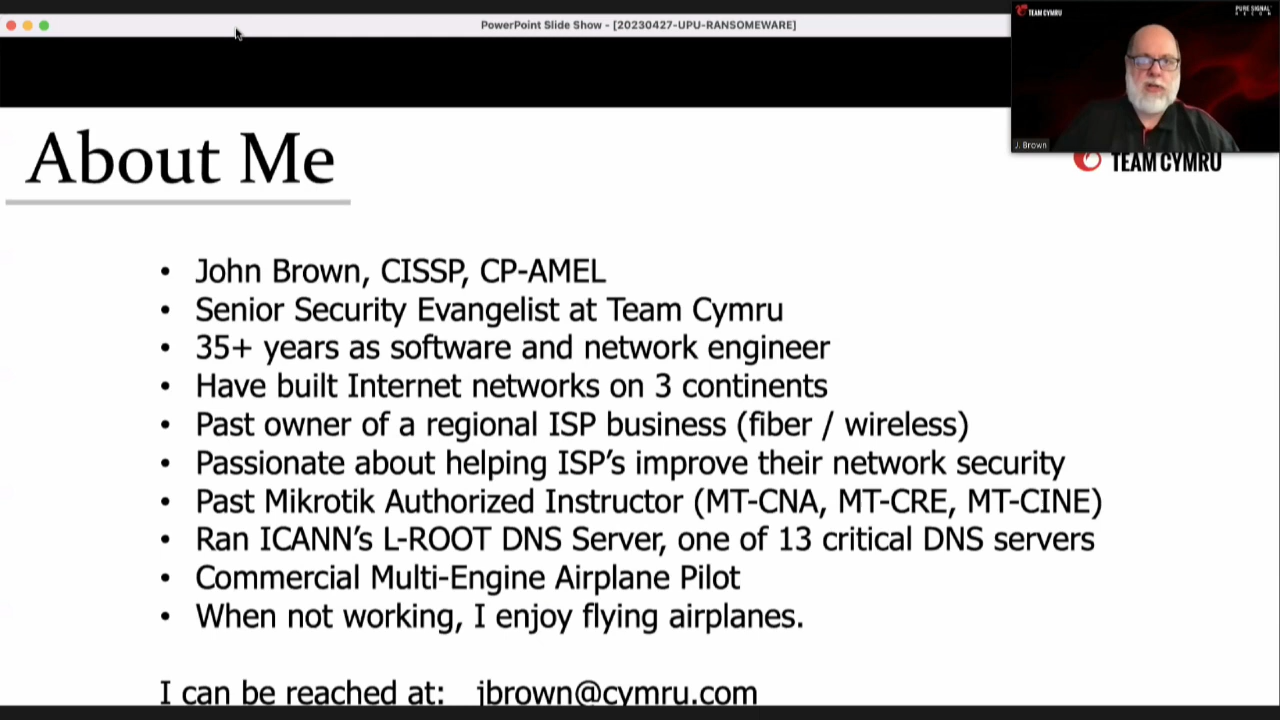 PowerPoint Slide Show - [20230427-UPU-RANSOMEWARE]
TEAM CYMRU
PURE SIGNAL
RECON
J. Brown
About Me
TEAM CYMRU
• John Brown, CISSP, CP-AMEL
• Senior Security Evangelist at Team Cymru
• 35+ years as software and network engineer
• Have built Internet networks on 3 continents
• Past owner of a regional ISP business (fiber / wireless)
• Passionate about helping ISP’s improve their network security
• Past Mikrotik Authorized Instructor (MT-CNA, MT-CRE, MT-CINE)
• Ran ICANN’s L-ROOT DNS Server, one of 13 critical DNS servers
• Commercial Multi-Engine Airplane Pilot
• When not working, I enjoy flying airplanes.
I can be reached at: jbrown@cymru.com